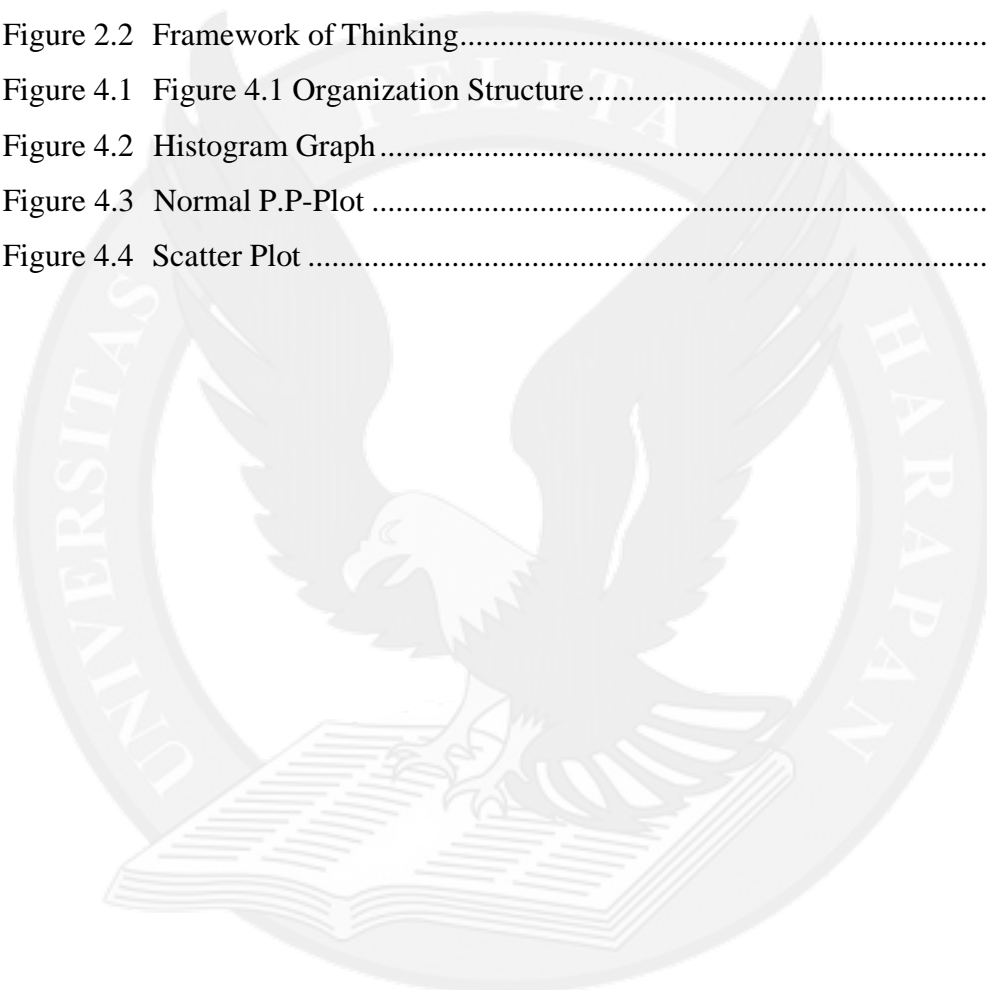 Figure 2.2 Framework of Thinking....................................................................
Figure 4.1 Figure 4.1 Organization Structure....................................................
Figure 4.2 Histogram Graph..............................................................................
Figure 4.3 Normal P.P-Plot ..............................................................................
Figure 4.4 Scatter Plot .....................................................................................
UNIVERSITAS PELITA HARAPAN